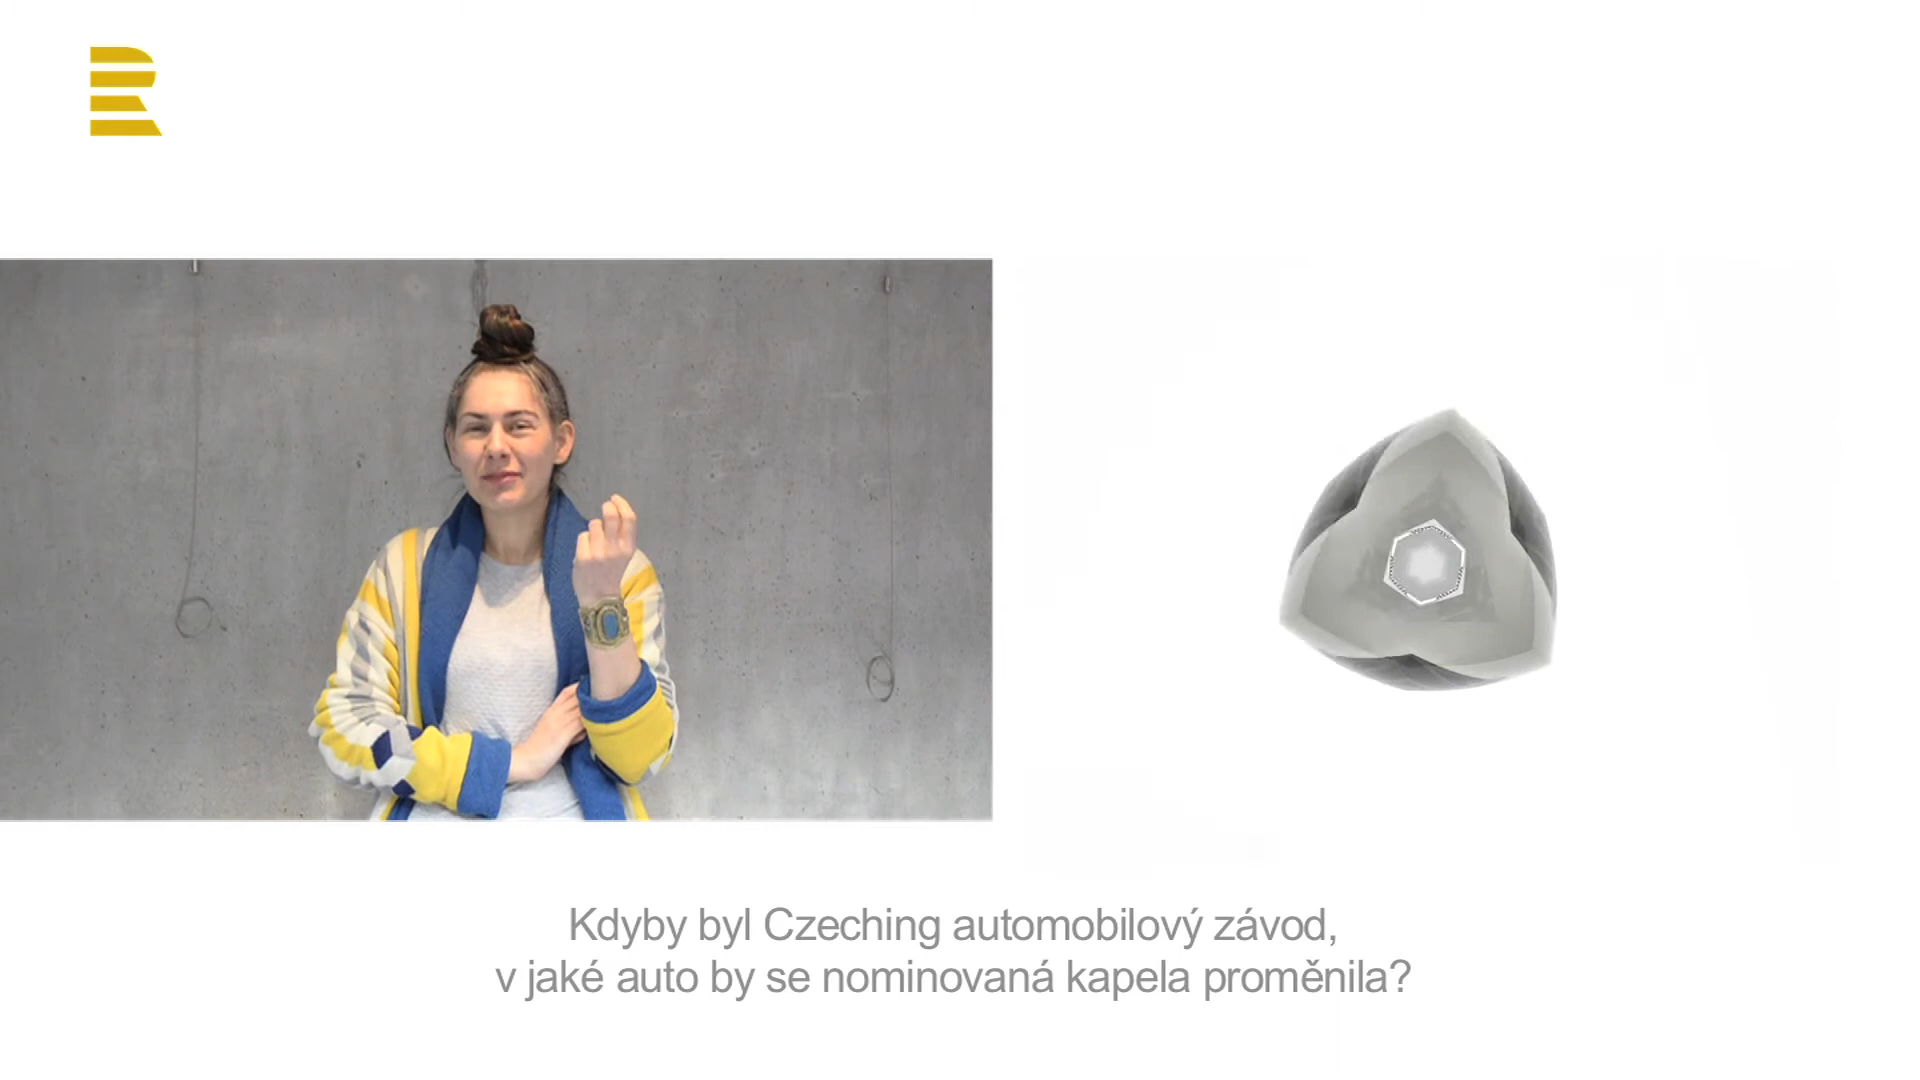 Kdyby byl Czeching automobilový závod,
v jaké auto by se nominovaná kapela proměnila?